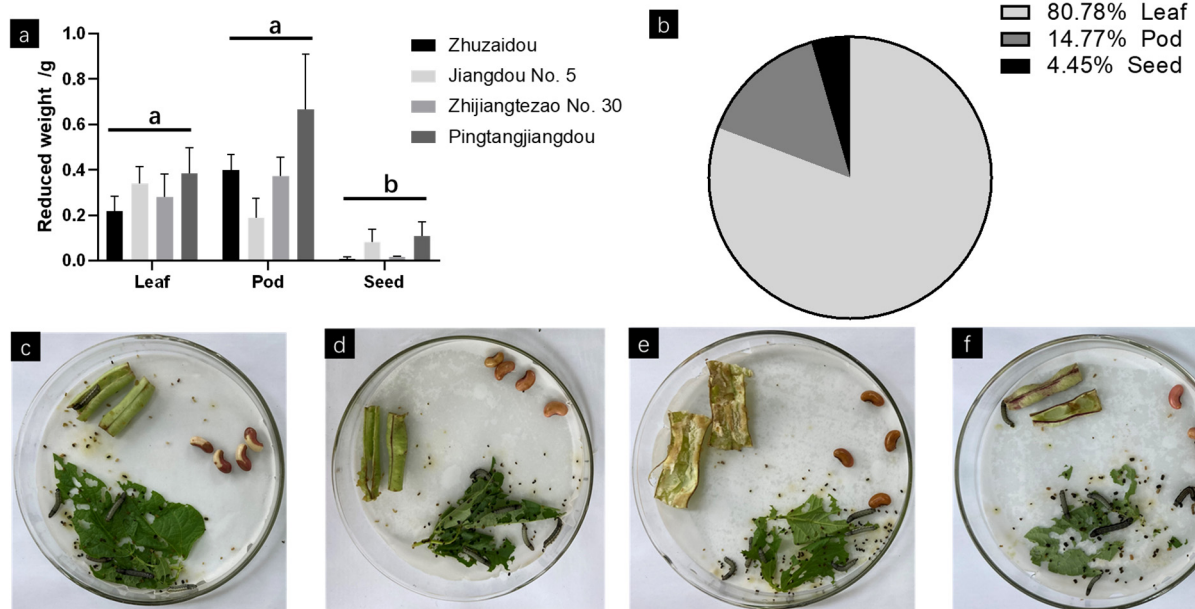 a
Reduced weight /g
1.0
0.8
0.6
0.4
0.2
0.0
a
a
b
Leaf
Pod
Seed
Zhuzaidou
Jiangdou No. 5
Zhijiangtezao No. 30
Pingtangjiangdou
b
80.78% Leaf
14.77% Pod
4.45% Seed
c
d
e
f